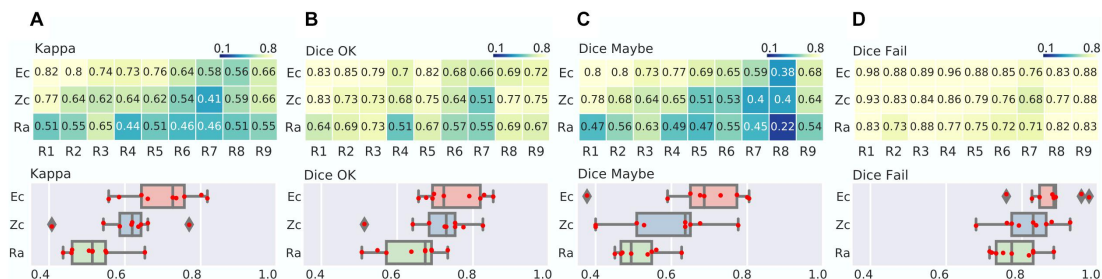 A B C D
Kappa 0.1 0.8 Dice OK 0.1 0.8 Dice Maybe 0.1 0.8 Dice Fail 0.1 0.8
Ec 0.82 0.8 0.74 0.73 0.76 0.64 0.58 0.56 0.66 0.83 0.85 0.79 0.7 0.82 0.68 0.66 0.69 0.72 Ec 0.8 0.8 0.73 0.77 0.69 0.65 0.59 0.38 0.68 Ec 0.98 0.88 0.89 0.96 0.88 0.85 0.76 0.83 0.88
Zc 0.77 0.64 0.62 0.64 0.62 0.54 0.41 0.59 0.66 0.83 0.73 0.73 0.68 0.75 0.64 0.51 0.77 0.75 Zc 0.78 0.68 0.64 0.65 0.51 0.53 0.4 0.4 0.64 Zc 0.93 0.83 0.84 0.85 0.82 0.78 0.68 0.77 0.88
Ra 0.51 0.51 0.65 0.44 0.51 0.46 0.46 0.51 0.55 0.64 0.69 0.73 0.51 0.67 0.57 0.55 0.69 0.67 Ra 0.47 0.56 0.63 0.49 0.47 0.55 0.45 0.22 0.54 Ra 0.83 0.73 0.88 0.77 0.75 0.72 0.71 0.82 0.83
R1 R2 R3 R4 R5 R6 R7 R8 R9 R1 R2 R3 R4 R5 R6 R7 R8 R9 R1 R2 R3 R4 R5 R6 R7 R8 R9 R1 R2 R3 R4 R5 R6 R7 R8 R9
Kappa Dice OK Dice Maybe Dice Fail
Ec Ec Ec Ec
Zc Zc Zc Zc
Ra Ra Ra Ra
0.4 0.6 0.8 1.0 0.4 0.6 0.8 1.0 0.4 0.6 0.8 1.0 0.4 0.6 0.8 1.0